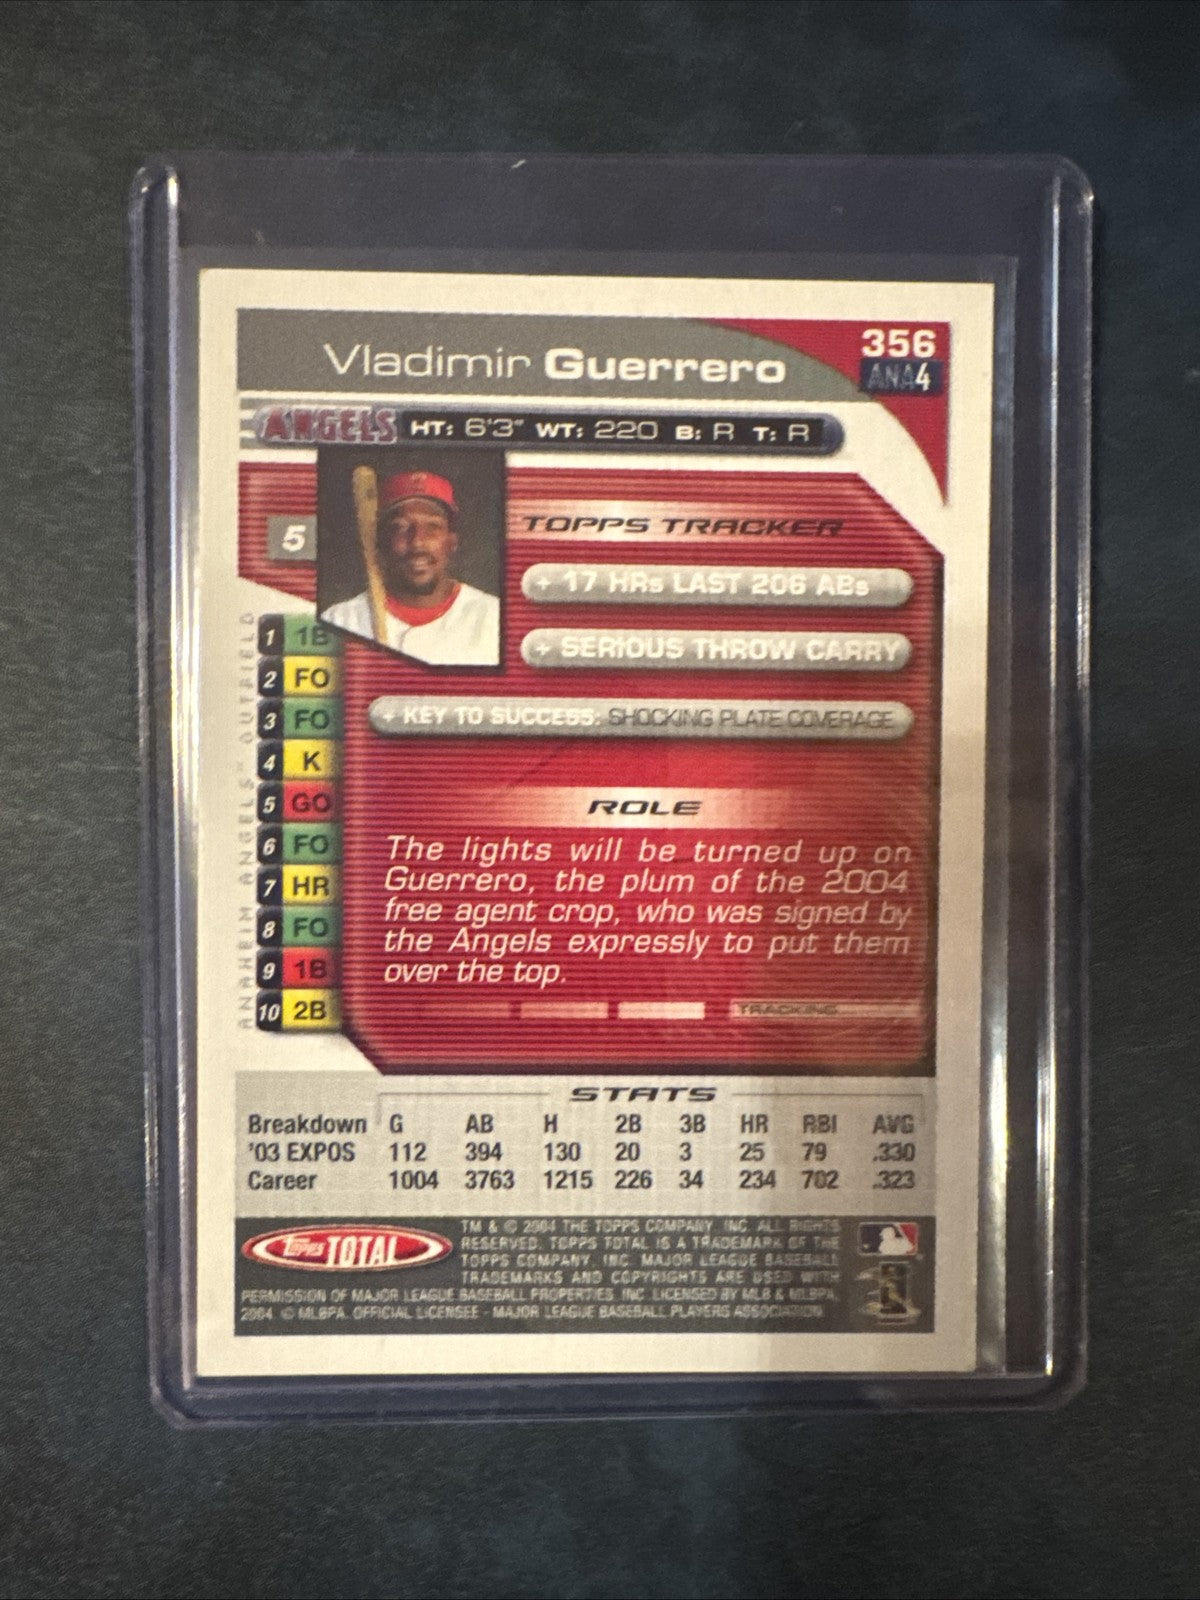 Vladimir Guerrero
356
ANA4
ANGELS HT: 6'3" WT: 220 B: R T: R
5
TOPPS TRACKER
+ 17 HRs LAST 206 ABs
+ SERIOUS THROW CARRY
+ KEY TO SUCCESS: SHOCKING PLATE COVERAGE
ANAHEIM ANGELS™ OUTFIELD
1 1B
2 FO
3 FO
4 K
5 GO
6 FO
7 HR
8 FO
9 1B
10 2B
ROLE
The lights will be turned up on
Guerrero, the plum of the 2004
free agent crop, who was signed by
the Angels expressly to put them
over the top.
TRACKING
STATS
Breakdown G AB H 2B 3B HR RBI AVG
'03 EXPOS 112 394 130 20 3 25 79 .330
Career 1004 3763 1215 226 34 234 702 .323
Topps TOTAL
TM & © 2004 THE TOPPS COMPANY, INC. ALL RIGHTS
RESERVED. TOPPS TOTAL IS A TRADEMARK OF THE
TOPPS COMPANY, INC. MAJOR LEAGUE BASEBALL
TRADEMARKS AND COPYRIGHTS ARE USED WITH
PERMISSION OF MAJOR LEAGUE BASEBALL PROPERTIES, INC. LICENSED BY MLB & MLBPA,
2004. © MLBPA. OFFICIAL LICENSEE - MAJOR LEAGUE BASEBALL PLAYERS ASSOCIATION